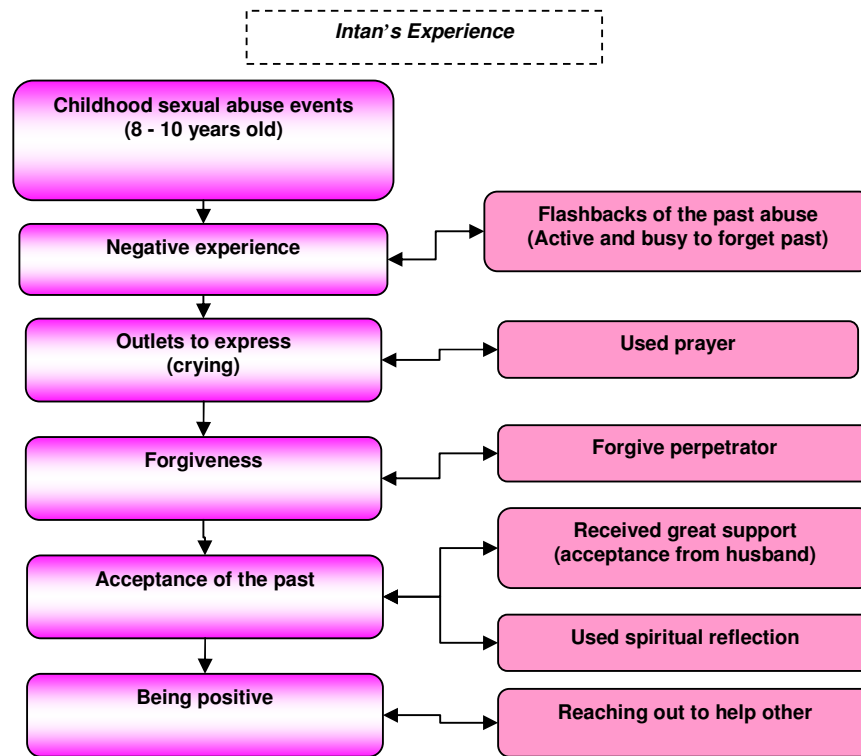 Intan's Experience
Childhood sexual abuse events
(8 - 10 years old)
Flashbacks of the past abuse
(Active and busy to forget past)
Negative experience
Outlets to express
(crying)
Used prayer
Forgiveness
Forgive perpetrator
Received great support
(acceptance from husband)
Acceptance of the past
Used spiritual reflection
Being positive
Reaching out to help other